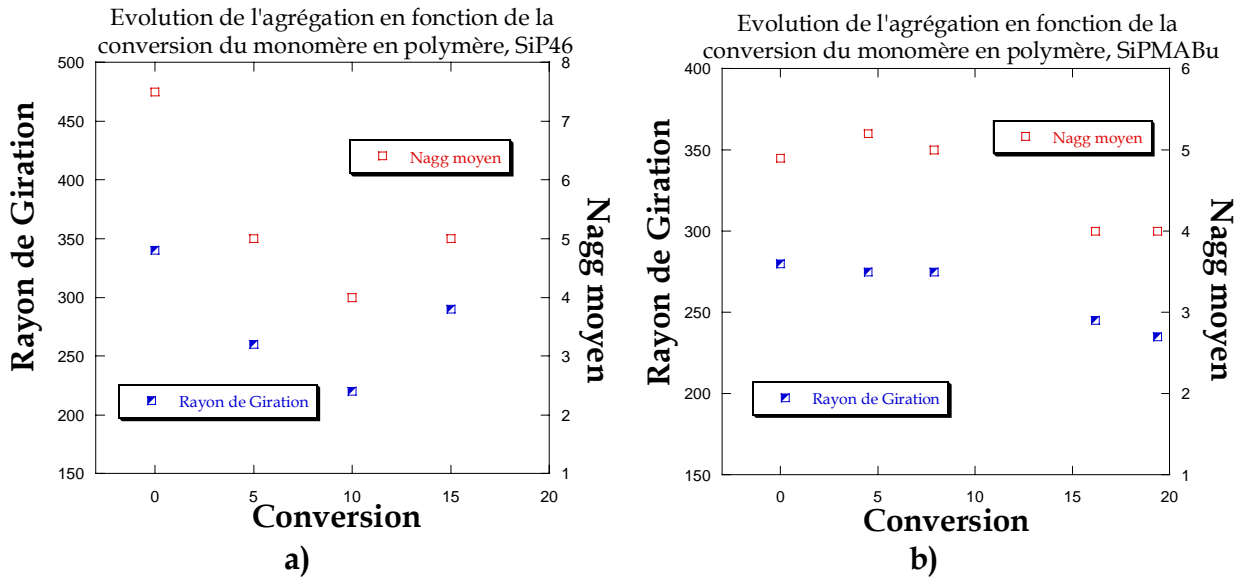 Evolution de l'agrégation en fonction de la
conversion du monomère en polymère, SiP46
500
450
400
350
300
250
200
150
8
7
6
5
4
3
2
1
0
5
10
15
20
Rayon de Giration
Nagg moyen
Nagg moyen
Rayon de Giration
Conversion
a)
Evolution de l'agrégation en fonction de la
conversion du monomère en polymère, SiPMABu
400
350
300
250
200
150
6
5
4
3
2
1
0
5
10
15
20
Rayon de Giration
Nagg moyen
Nagg moyen
Rayon de Giration
Conversion
b)